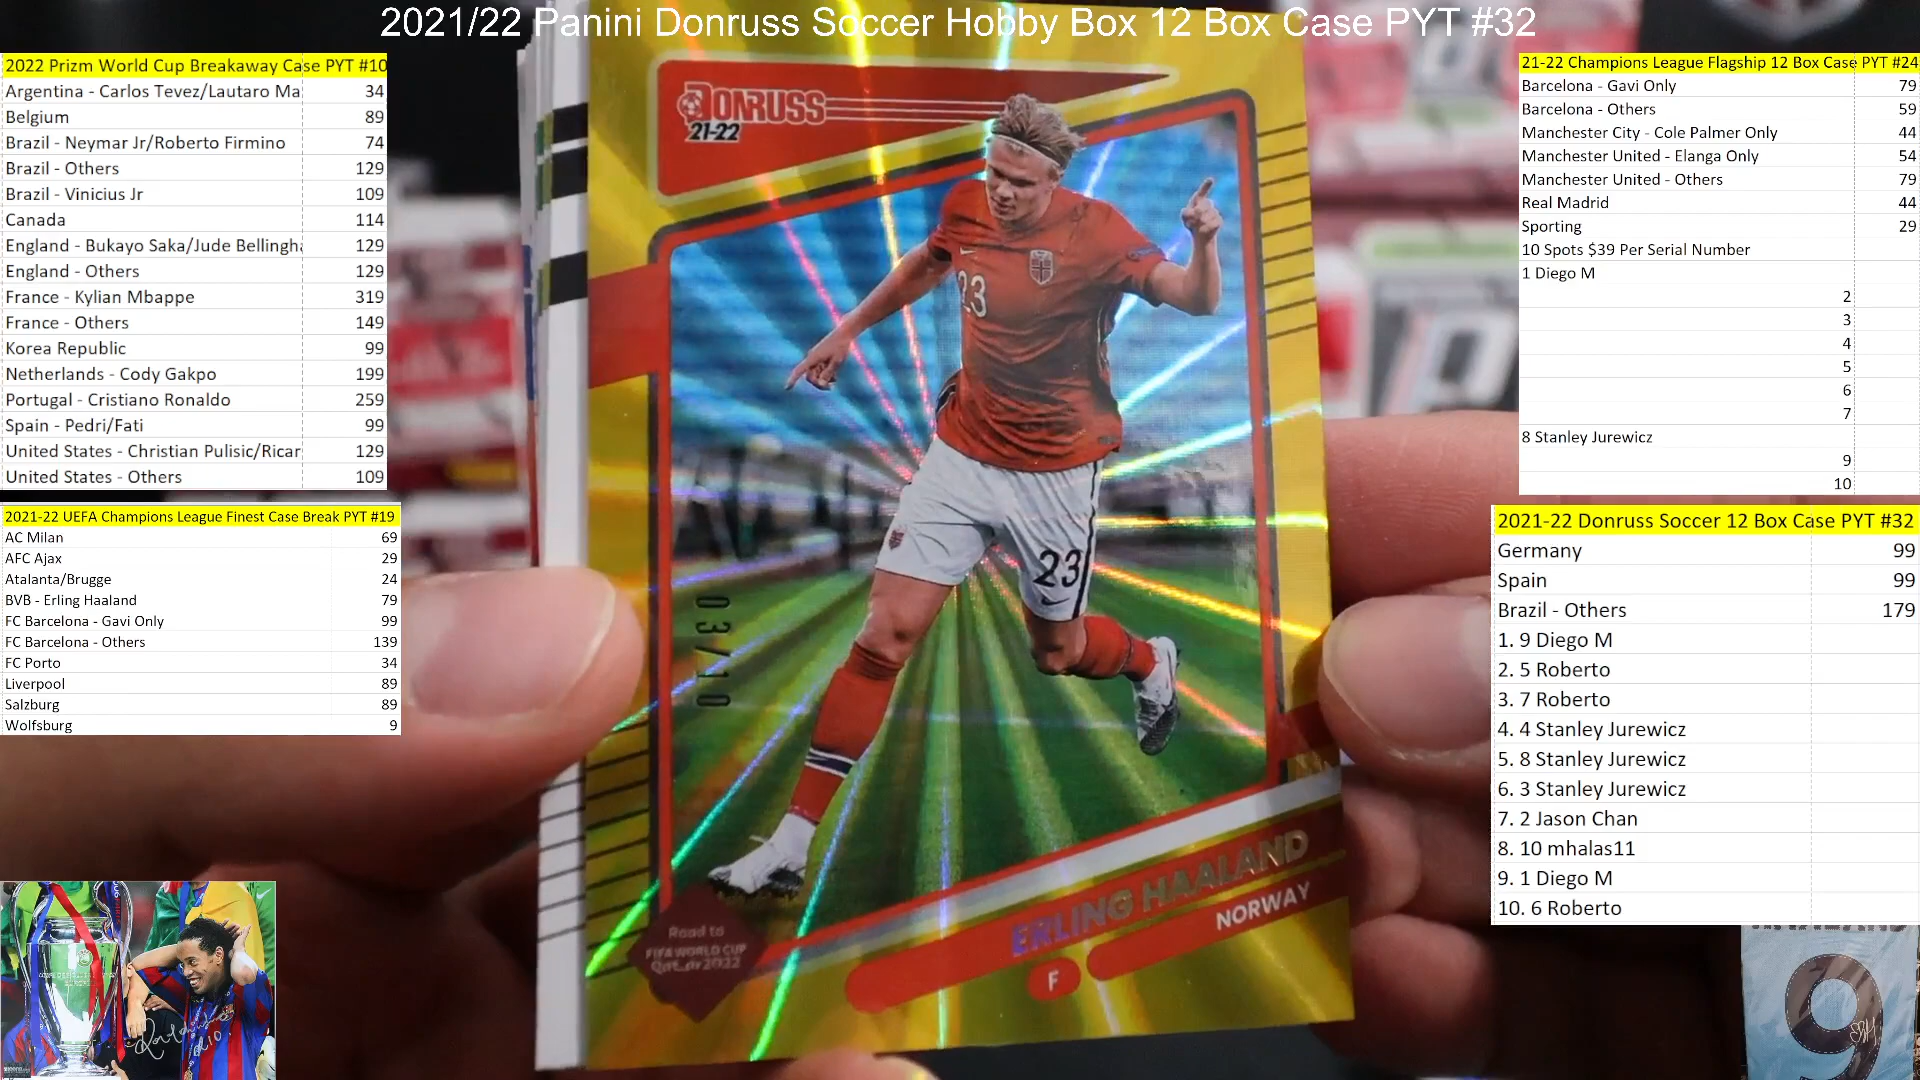 2021/22 Panini Donruss Soccer Hobby Box 12 Box Case PYT #32
2022 Prizm World Cup Breakaway Case PYT #10
Argentina - Carlos Tevez/Lautaro Ma 34
Belgium 89
Brazil - Neymar Jr/Roberto Firmino 74
Brazil - Others 129
Brazil - Vinicius Jr 109
Canada 114
England - Bukayo Saka/Jude Bellingh 129
England - Others 129
France - Kylian Mbappe 319
France - Others 149
Korea Republic 99
Netherlands - Cody Gakpo 199
Portugal - Cristiano Ronaldo 259
Spain - Pedri/Fati 99
United States - Christian Pulisic/Ricar 129
United States - Others 109
2021-22 UEFA Champions League Finest Case Break PYT #19
AC Milan 69
AFC Ajax 29
Atalanta/Brugge 24
BVB - Erling Haaland 79
FC Barcelona - Gavi Only 99
FC Barcelona - Others 139
FC Porto 34
Liverpool 89
Salzburg 89
Wolfsburg 9
DONRUSS
21-22
23
23
03/10
ERLING HAALAND
NORWAY
F
Road to
FIFA WORLD CUP
Qatar2022
21-22 Champions League Flagship 12 Box Case PYT #24
Barcelona - Gavi Only 79
Barcelona - Others 59
Manchester City - Cole Palmer Only 44
Manchester United - Elanga Only 54
Manchester United - Others 79
Real Madrid 44
Sporting 29
10 Spots $39 Per Serial Number
1 Diego M
2
3
4
5
6
7
8 Stanley Jurewicz
9
10
2021-22 Donruss Soccer 12 Box Case PYT #32
Germany 99
Spain 99
Brazil - Others 179
1. 9 Diego M
2. 5 Roberto
3. 7 Roberto
4. 4 Stanley Jurewicz
5. 8 Stanley Jurewicz
6. 3 Stanley Jurewicz
7. 2 Jason Chan
8. 10 mhalas11
9. 1 Diego M
10. 6 Roberto
9